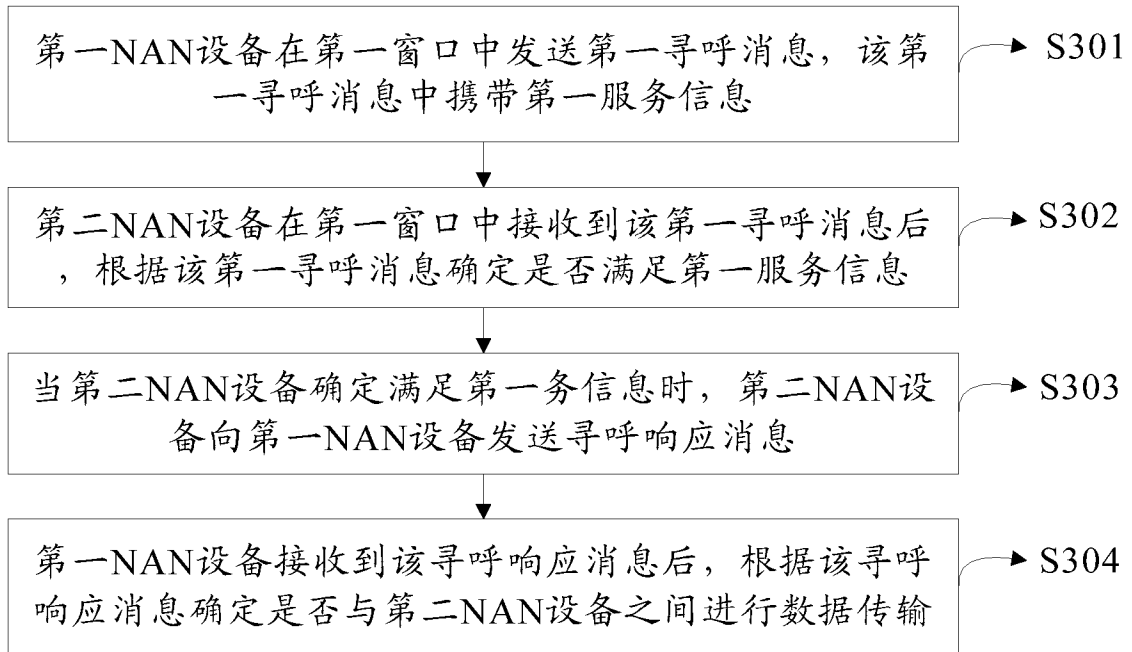 第一NAN设备在第一窗口中发送第一寻呼消息，该第
一寻呼消息中携带第一服务信息
S301
第二NAN设备在第一窗口中接收到该第一寻呼消息后
，根据该第一寻呼消息确定是否满足第一服务信息
S302
当第二NAN设备确定满足第一务信息时，第二NAN设
备向第一NAN设备发送寻呼响应消息
S303
第一NAN设备接收到该寻呼响应消息后，根据该寻呼
响应消息确定是否与第二NAN设备之间进行数据传输
S304